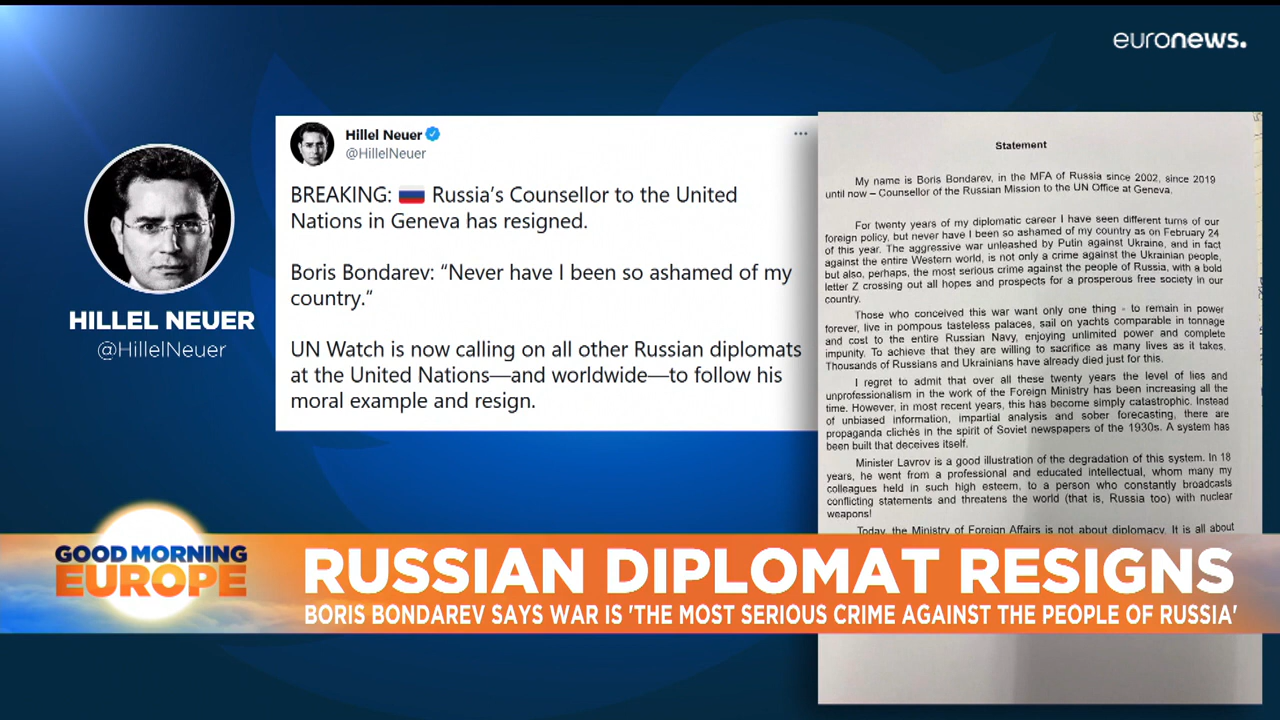 euronews.
HILLEL NEUER
@HillelNeuer
Hillel Neuer
@HillelNeuer
BREAKING: 🇷🇺 Russia's Counsellor to the United
Nations in Geneva has resigned.
Boris Bondarev: “Never have I been so ashamed of my
country.”
UN Watch is now calling on all other Russian diplomats
at the United Nations—and worldwide—to follow his
moral example and resign.
Statement
My name is Boris Bondarev, in the MFA of Russia since 2002, since 2019
until now – Counsellor of the Russian Mission to the UN Office at Geneva.
For twenty years of my diplomatic career I have seen different turns of our
foreign policy, but never have I been so ashamed of my country as on February 24
of this year. The aggressive war unleashed by Putin against Ukraine, and in fact
against the entire Western world, is not only a crime against the Ukrainian people,
but also, perhaps, the most serious crime against the people of Russia, with a bold
letter Z crossing out all hopes and prospects for a prosperous free society in our
country.
Those who conceived this war want only one thing - to remain in power
forever, live in pompous tasteless palaces, sail on yachts comparable in tonnage
and cost to the entire Russian Navy, enjoying unlimited power and complete
impunity. To achieve that they are willing to sacrifice as many lives as it takes.
Thousands of Russians and Ukrainians have already died just for this.
I regret to admit that over all these twenty years the level of lies and
unprofessionalism in the work of the Foreign Ministry has been increasing all the
time. However, in most recent years, this has become simply catastrophic. Instead
of unbiased information, impartial analysis and sober forecasting, there are
propaganda clichés in the spirit of Soviet newspapers of the 1930s. A system has
been built that deceives itself.
Minister Lavrov is a good illustration of the degradation of this system. In 18
years, he went from a professional and educated intellectual, whom many my
colleagues held in such high esteem, to a person who constantly broadcasts
conflicting statements and threatens the world (that is, Russia too) with nuclear
weapons!
Today, the Ministry of Foreign Affairs is not about diplomacy. It is all about
GOOD MORNING
EUROPE
RUSSIAN DIPLOMAT RESIGNS
BORIS BONDAREV SAYS WAR IS 'THE MOST SERIOUS CRIME AGAINST THE PEOPLE OF RUSSIA'